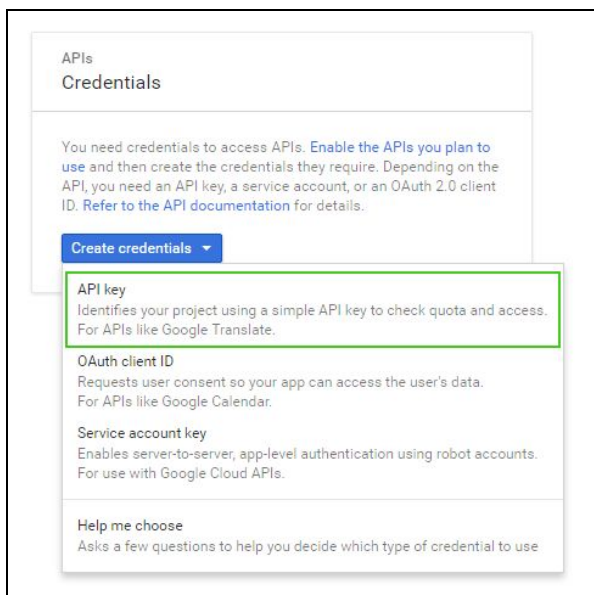 APIs
Credentials
You need credentials to access APIs. Enable the APIs you plan to
use and then create the credentials they require. Depending on the
API, you need an API key, a service account, or an OAuth 2.0 client
ID. Refer to the API documentation for details.
Create credentials
API key
Identifies your project using a simple API key to check quota and access.
For APIs like Google Translate.
OAuth client ID
Requests user consent so your app can access the user's data.
For APIs like Google Calendar.
Service account key
Enables server-to-server, app-level authentication using robot accounts.
For use with Google Cloud APIs.
Help me choose
Asks a few questions to help you decide which type of credential to use